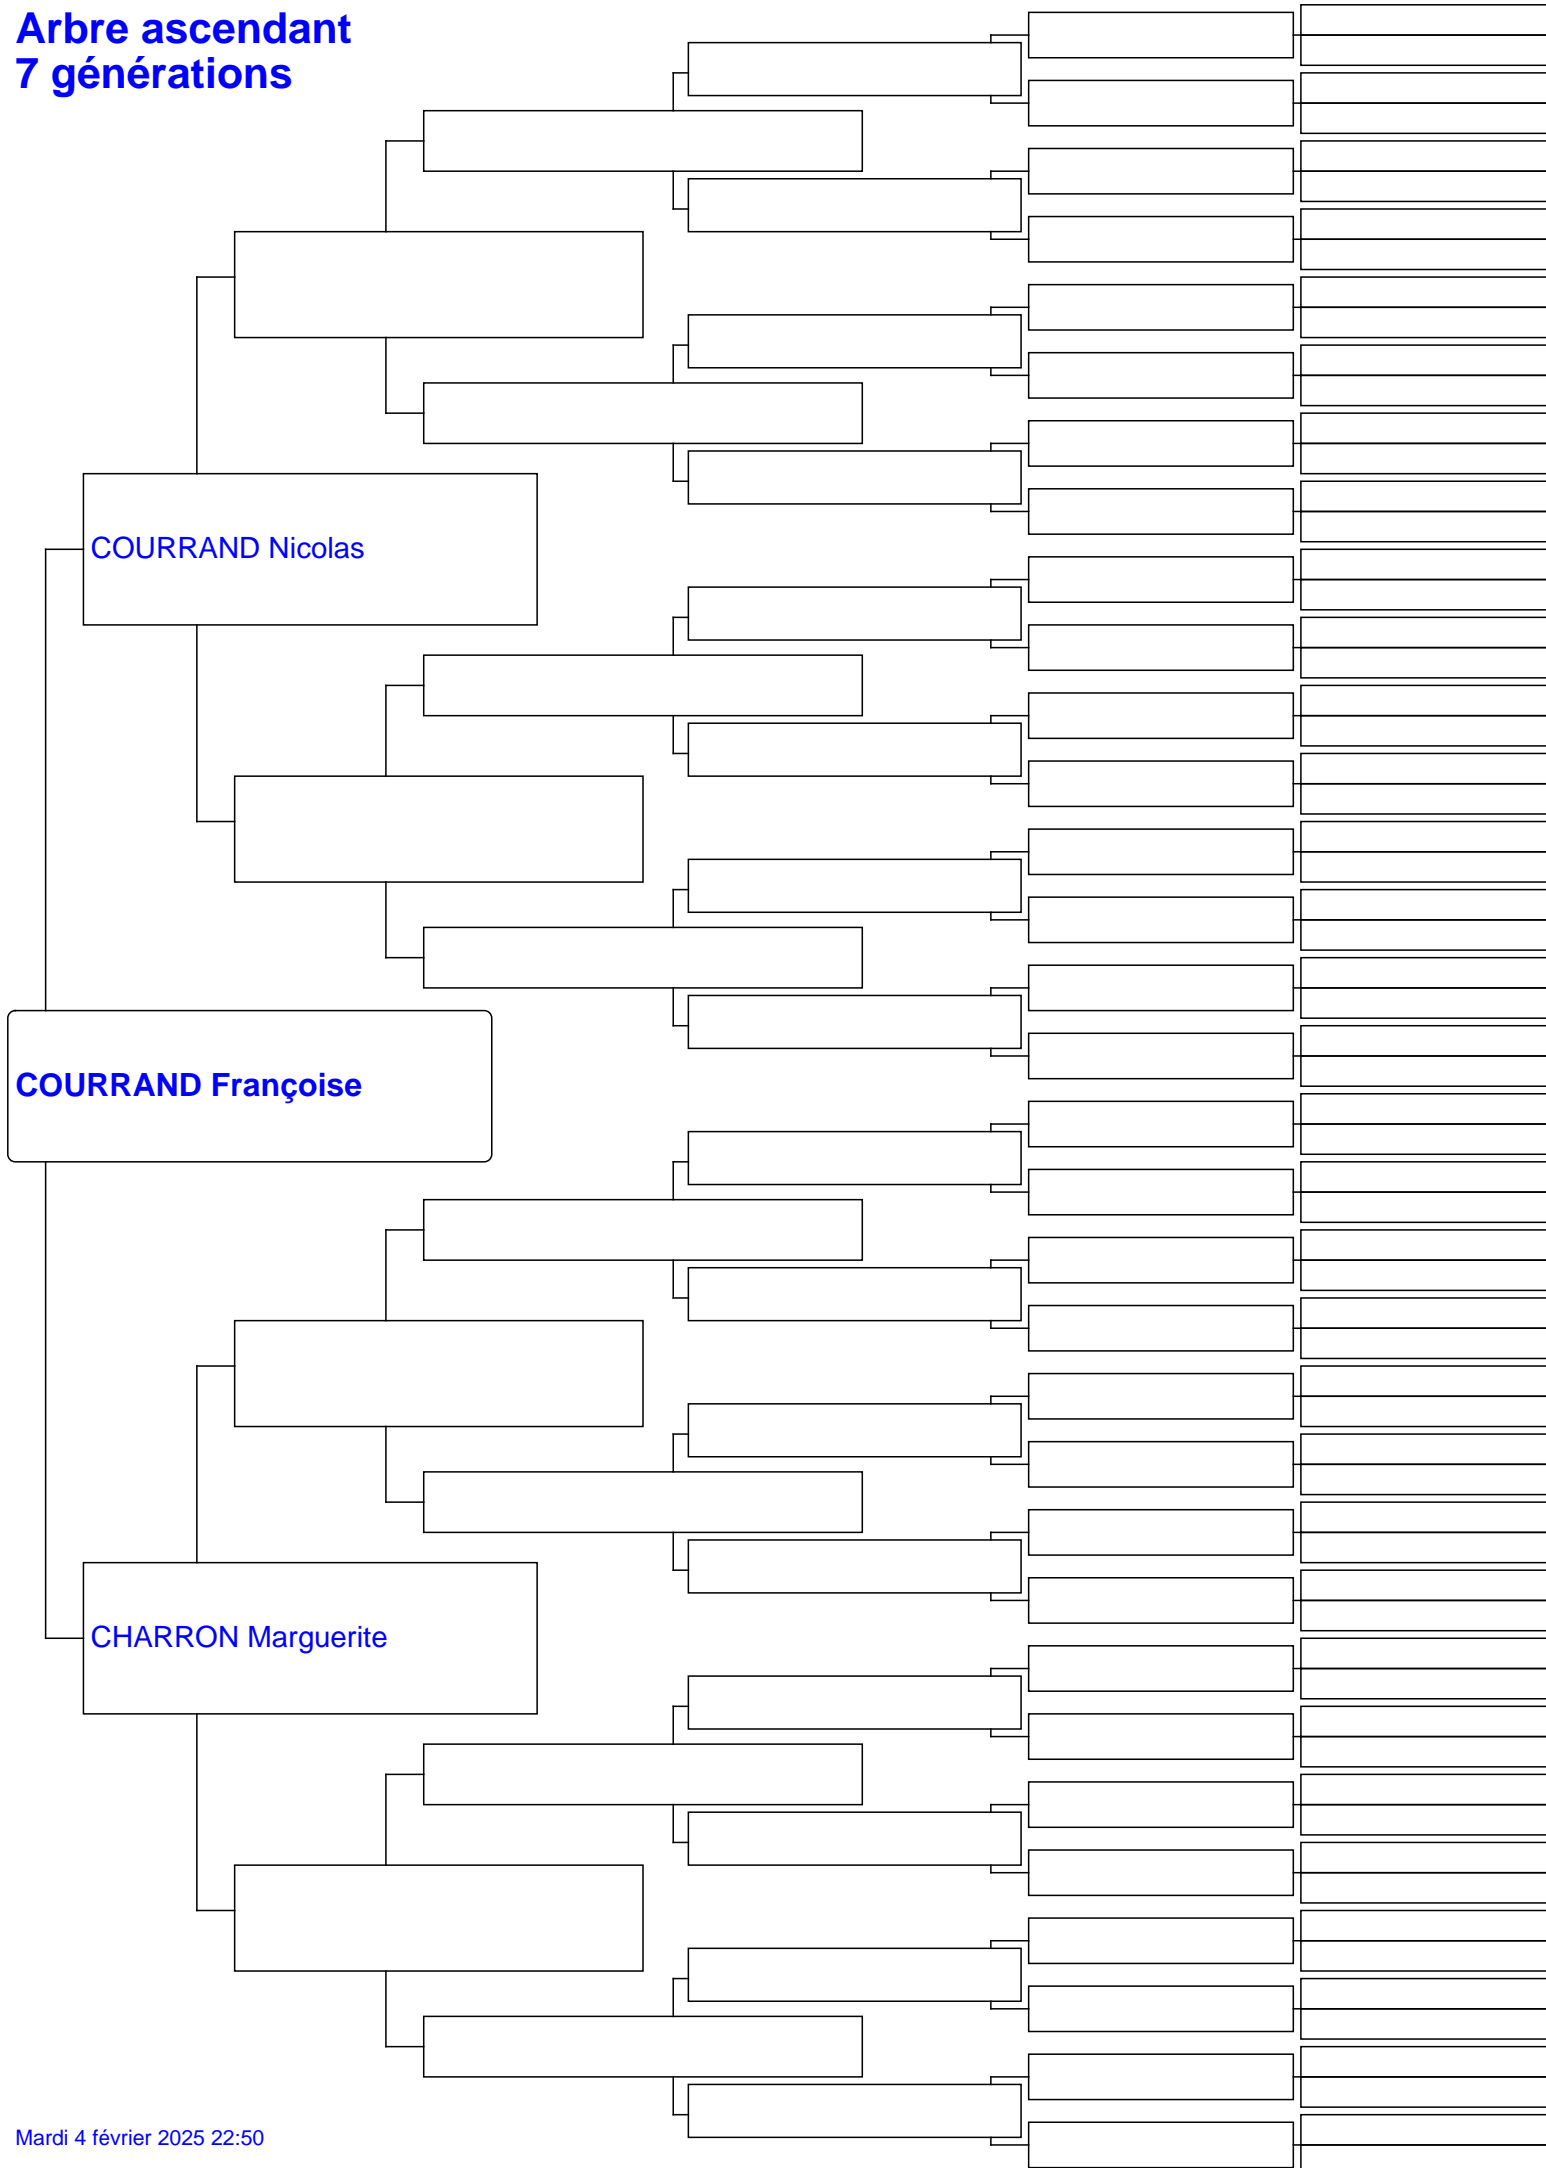 Arbre ascendant
7 générations
COURRAND Nicolas
COURRAND Françoise
CHARRON Marguerite
Mardi 4 février 2025 22:50